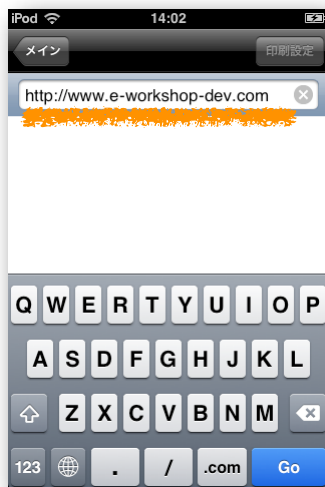 iPod 14:02
メイン 印刷設定
http://www.e-workshop-dev.com
Q W E R T Y U I O P
A S D F G H J K L
Z X C V B N M
123 . / .com Go